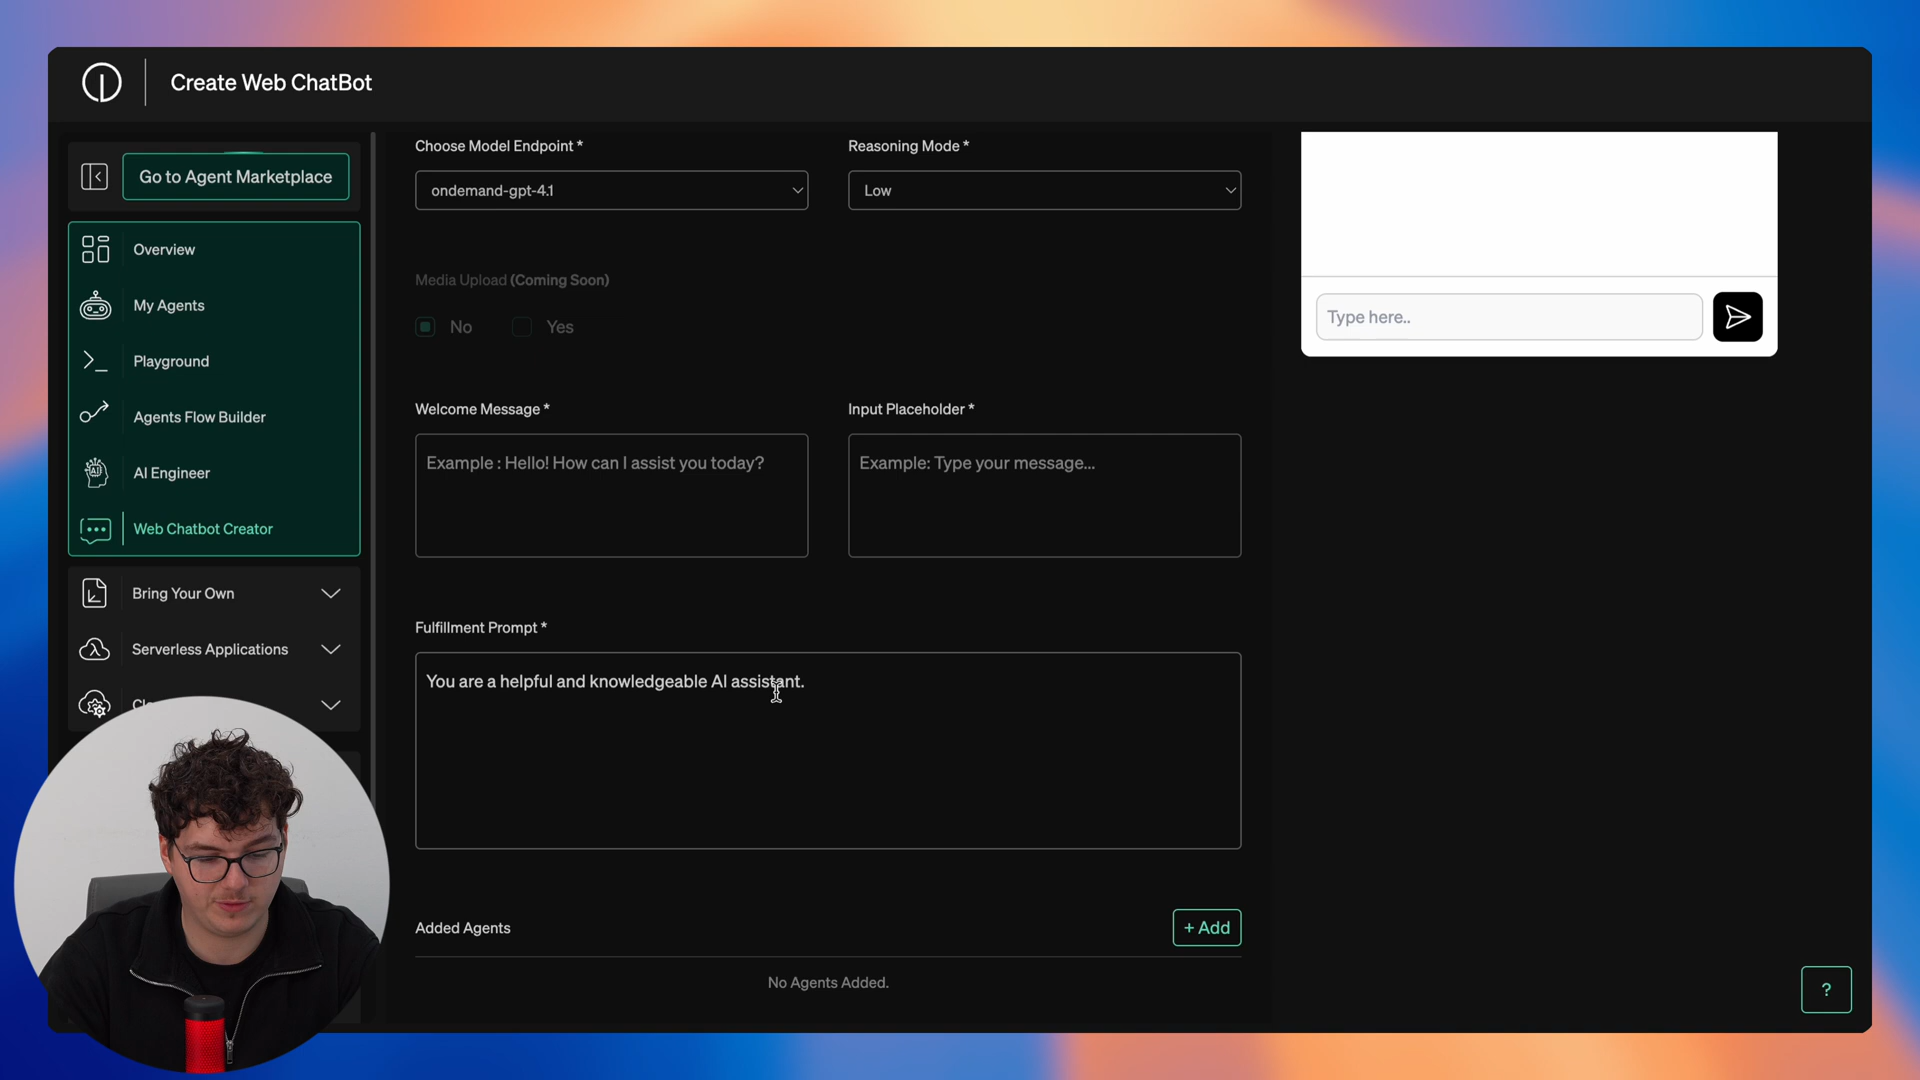 Create Web ChatBot
Go to Agent Marketplace
Overview
My Agents
Playground
Agents Flow Builder
AI Engineer
Web Chatbot Creator
Bring Your Own
Serverless Applications
Choose Model Endpoint *
ondemand-gpt-4.1
Reasoning Mode *
Low
Media Upload (Coming Soon)
No
Yes
Welcome Message *
Example : Hello! How can I assist you today?
Input Placeholder *
Example: Type your message...
Fulfillment Prompt *
You are a helpful and knowledgeable AI assistant.
Added Agents
+ Add
No Agents Added.
Type here..
?